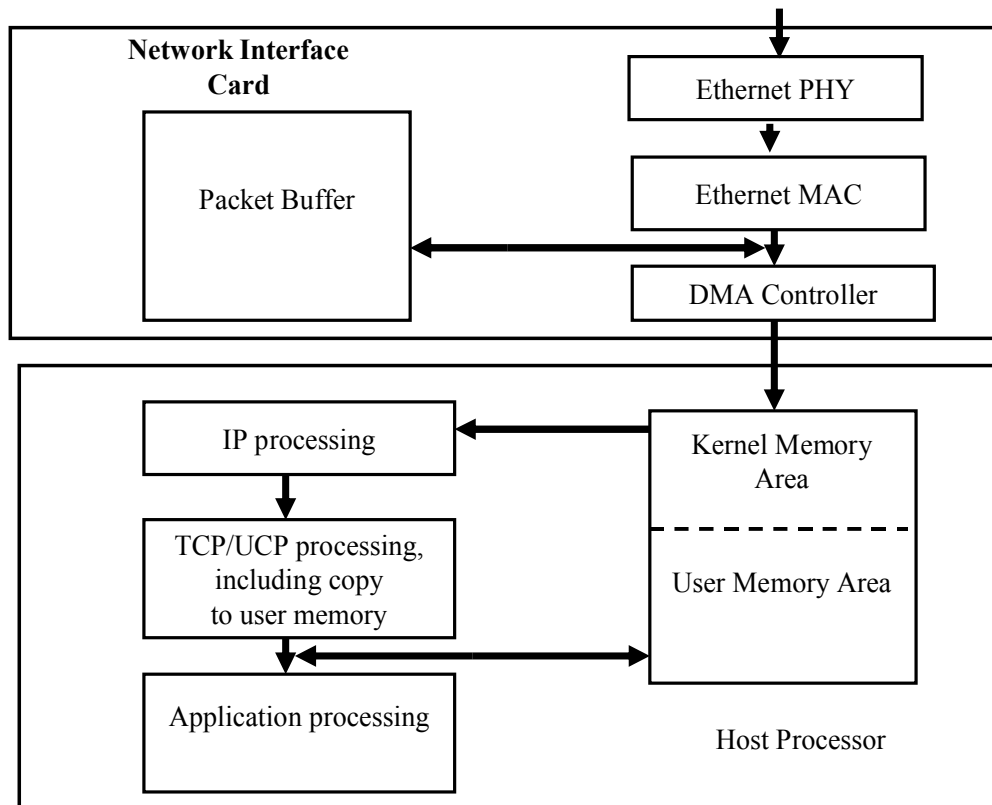 Network Interface
Card
Ethernet PHY
Packet Buffer
Ethernet MAC
DMA Controller
IP processing
Kernel Memory
Area
TCP/UCP processing,
including copy
to user memory
User Memory Area
Application processing
Host Processor